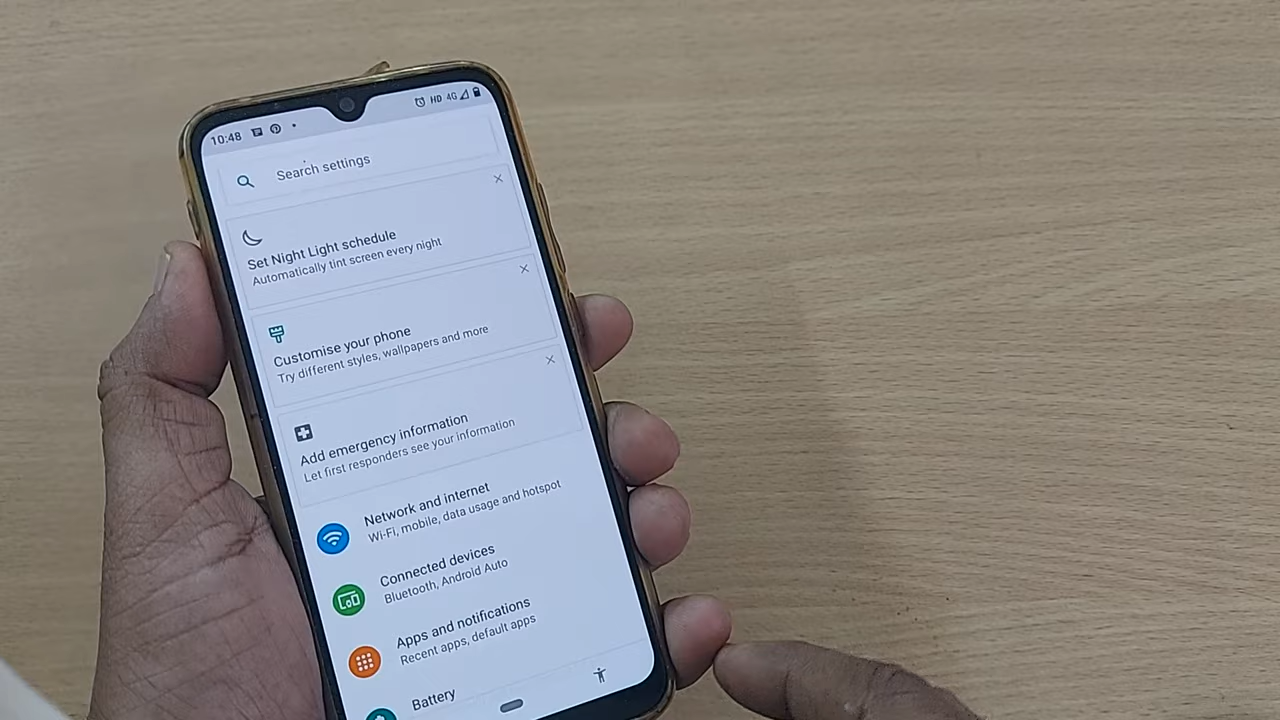 10:48 HD 4G
Search settings
Set Night Light schedule
Automatically tint screen every night
Customise your phone
Try different styles, wallpapers and more
Add emergency information
Let first responders see your information
Network and internet
Wi-Fi, mobile, data usage and hotspot
Connected devices
Bluetooth, Android Auto
Apps and notifications
Recent apps, default apps
Battery